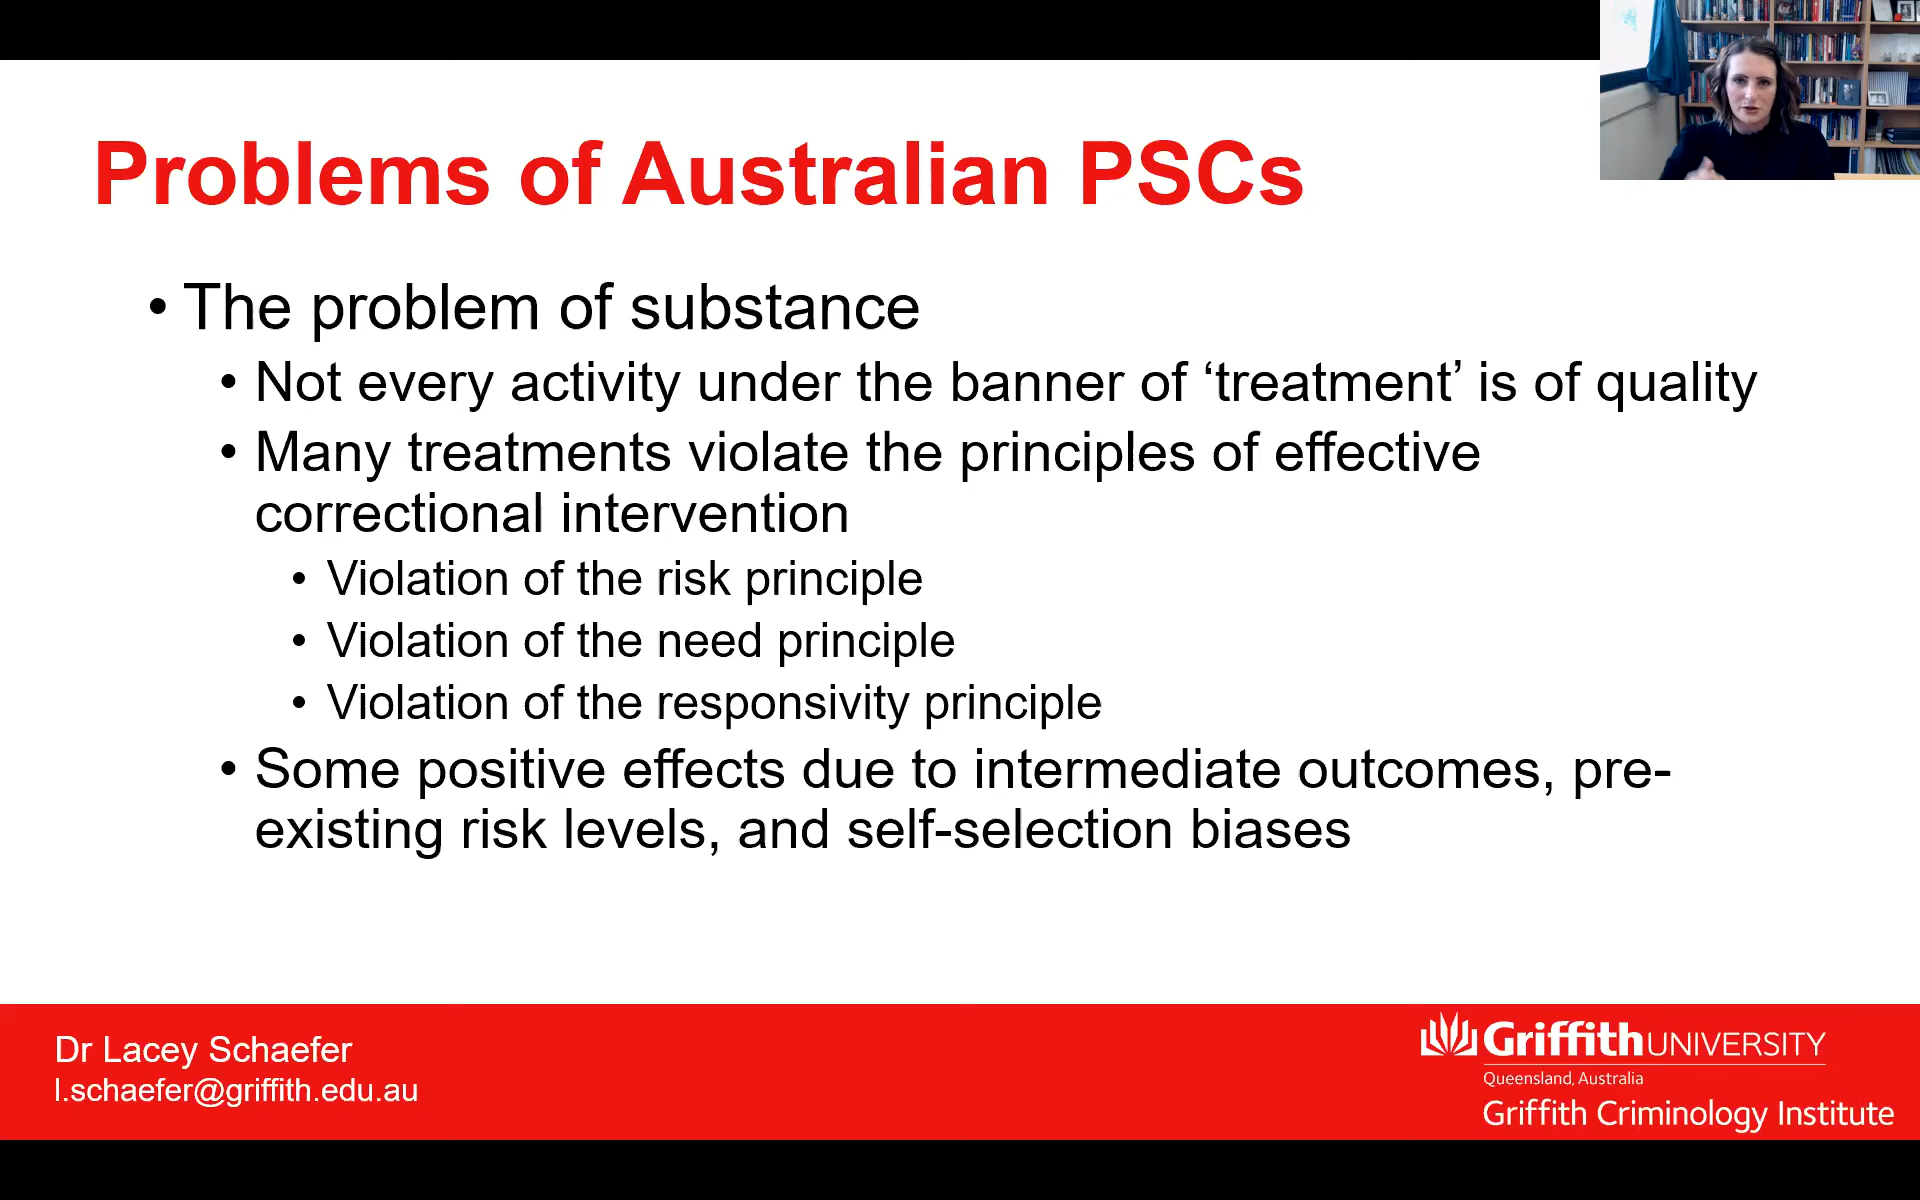 Problems of Australian PSCs
• The problem of substance
• Not every activity under the banner of ‘treatment’ is of quality
• Many treatments violate the principles of effective
correctional intervention
• Violation of the risk principle
• Violation of the need principle
• Violation of the responsivity principle
• Some positive effects due to intermediate outcomes, pre-
existing risk levels, and self-selection biases
Dr Lacey Schaefer
l.schaefer@griffith.edu.au
Griffith UNIVERSITY
Queensland, Australia
Griffith Criminology Institute